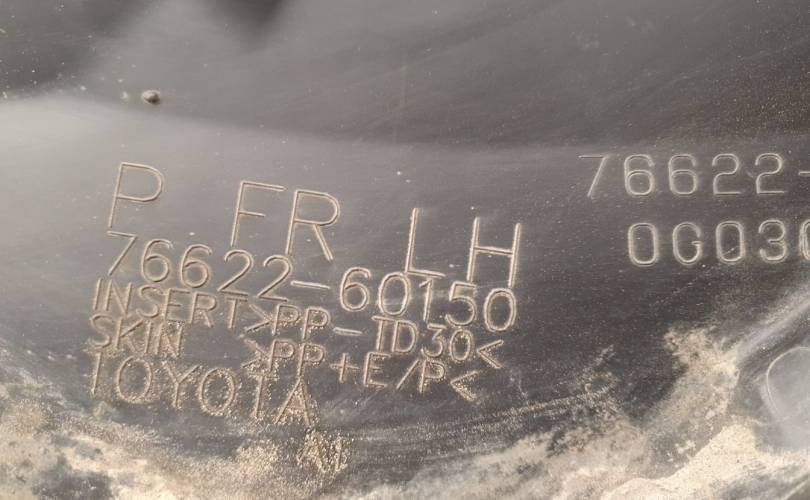 P FR LH
76622-60150
INSERT>PP-TD30<
SKIN >PP+E/P<
TOYOTA
76622-
0G030